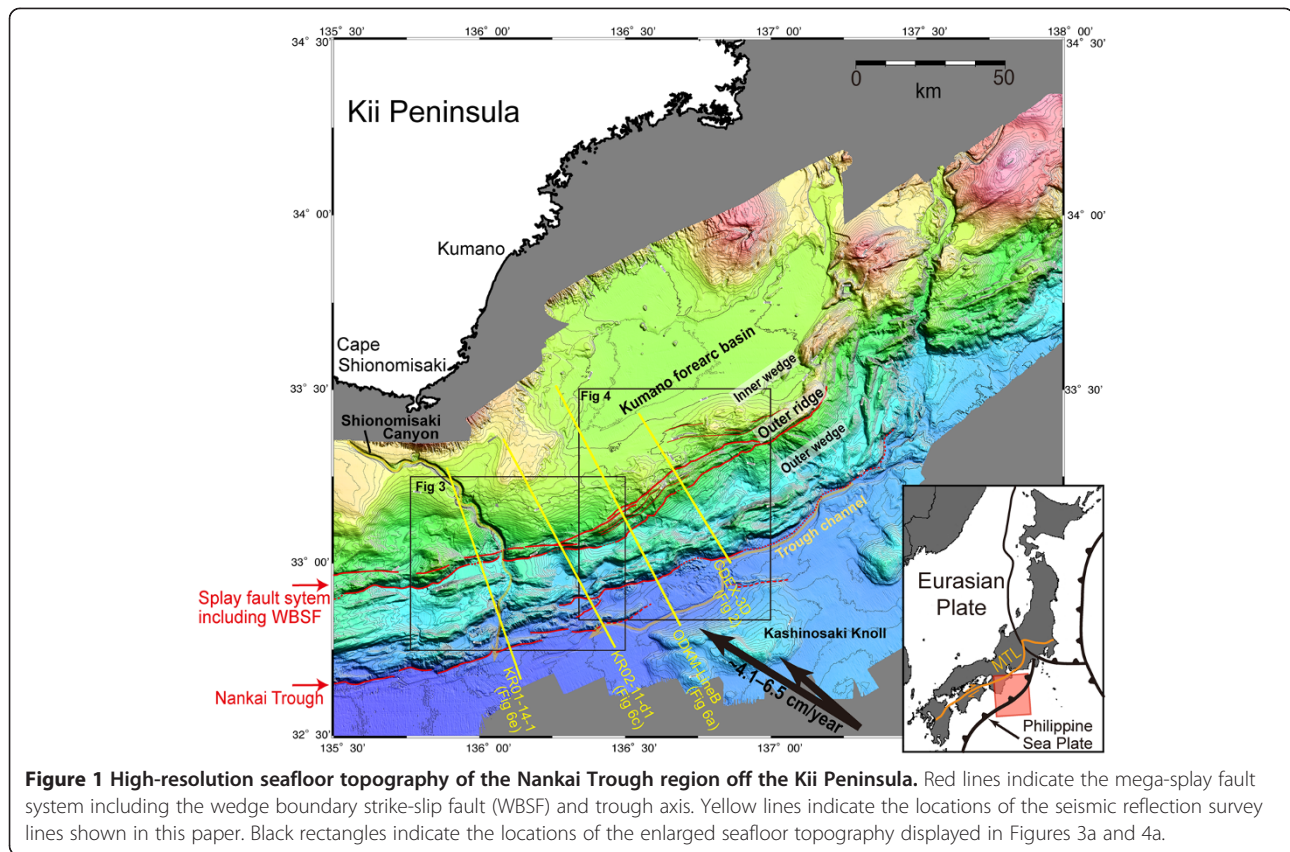 135° 30' 136° 00' 136° 30' 137° 00' 137° 30' 138° 00'
34° 30' 34° 30'
0 50
km
Kii Peninsula
34° 00' 34° 00'
Kumano
Cape
Shionomisaki
Kumano forearc basin
Inner wedge
33° 30' 33° 30'
Fig 4
Outer ridge
Shionomisaki
Canyon
Outer wedge
Fig 3
Trough channel
33° 00'
Splay fault sytem
including WBSF
CDEX-3D
(Fig 2)
Kashinosaki Knoll
ODKM LineB
(Fig 6a)
KR02-11-d1
(Fig 6c)
KR01-14-1
(Fig 6e)
~4.1–6.5 cm/year
Nankai Trough
32° 30'
135° 30' 136° 00' 136° 30' 137° 00'
Eurasian
Plate
MTL
Philippine
Sea Plate
Figure 1 High-resolution seafloor topography of the Nankai Trough region off the Kii Peninsula. Red lines indicate the mega-splay fault
system including the wedge boundary strike-slip fault (WBSF) and trough axis. Yellow lines indicate the locations of the seismic reflection survey
lines shown in this paper. Black rectangles indicate the locations of the enlarged seafloor topography displayed in Figures 3a and 4a.